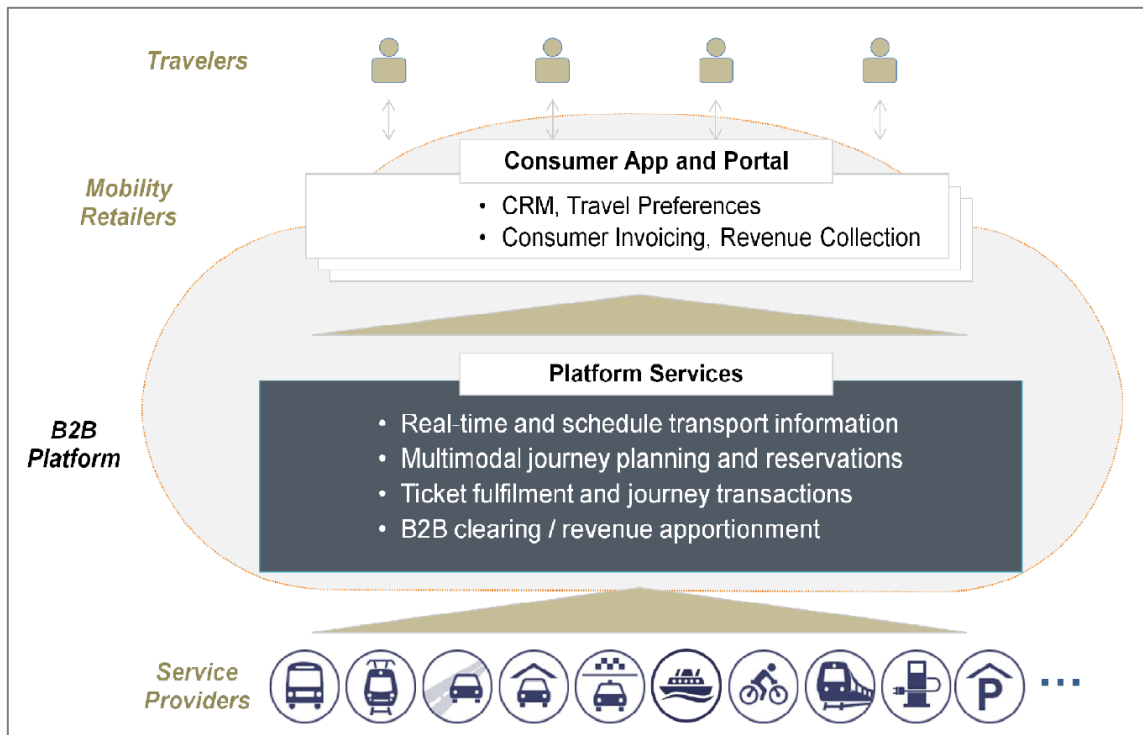 Travelers
Consumer App and Portal
Mobility
Retailers
• CRM, Travel Preferences
• Consumer Invoicing, Revenue Collection
Platform Services
B2B
Platform
• Real-time and schedule transport information
• Multimodal journey planning and reservations
• Ticket fulfilment and journey transactions
• B2B clearing / revenue apportionment
Service
Providers
P
...